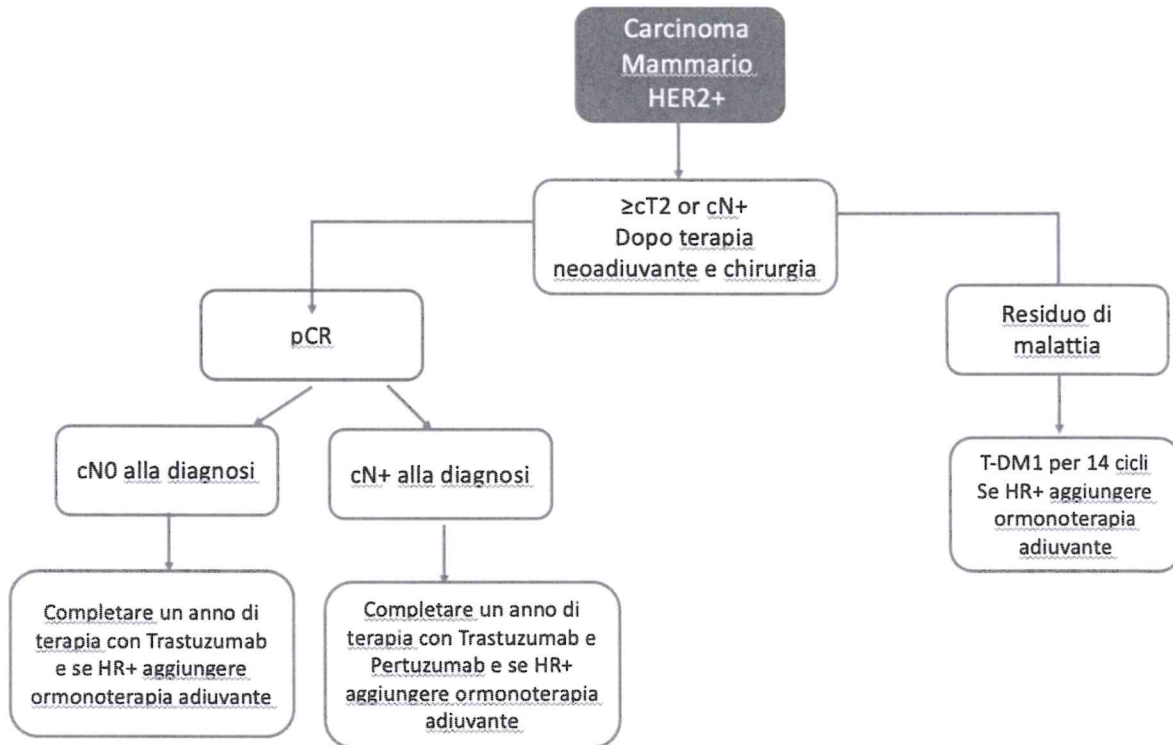 Carcinoma
Mammario
HER2+
≥cT2 or cN+
Dopo terapia
neoadiuvante e chirurgia
pCR
Residuo di
malattia
cN0 alla diagnosi
cN+ alla diagnosi
T-DM1 per 14 cicli
Se HR+ aggiungere
ormonoterapia
adiuvante
Completare un anno di
terapia con Trastuzumab
e se HR+ aggiungere
ormonoterapia adiuvante
Completare un anno di
terapia con Trastuzumab e
Pertuzumab e se HR+
aggiungere ormonoterapia
adiuvante